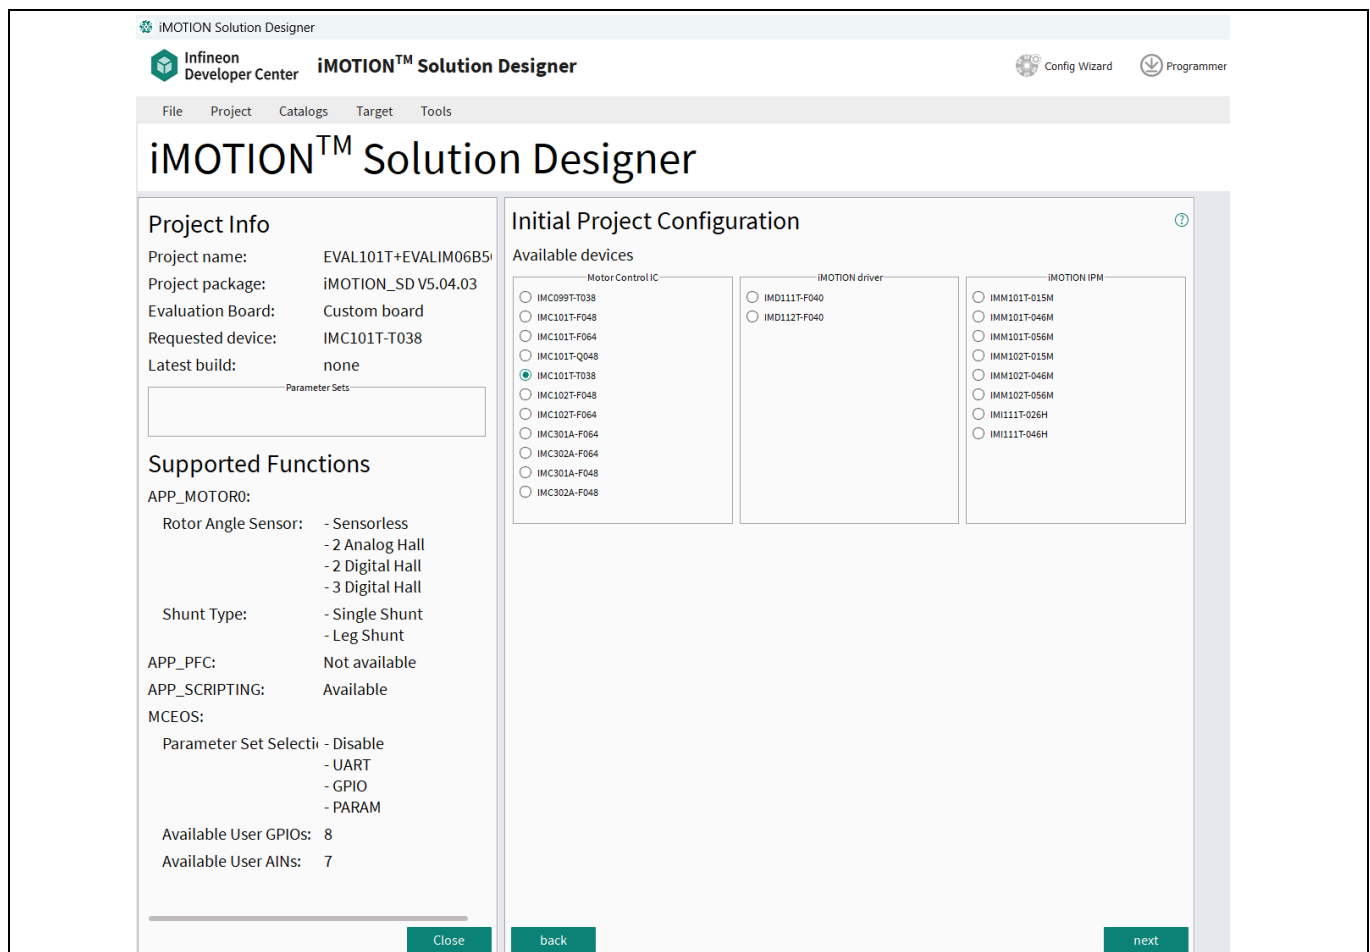 iMOTION Solution Designer
Infineon
Developer Center
iMOTION™ Solution Designer
Config Wizard
Programmer
File Project Catalogs Target Tools
iMOTION™ Solution Designer
Project Info
Project name: EVAL101T+EVALIM06B5
Project package: iMOTION_SD V5.04.03
Evaluation Board: Custom board
Requested device: IMC101T-T038
Latest build: none
Parameter Sets
Supported Functions
APP_MOTOR0:
Rotor Angle Sensor: - Sensorless
- 2 Analog Hall
- 2 Digital Hall
- 3 Digital Hall
Shunt Type: - Single Shunt
- Leg Shunt
APP_PFC: Not available
APP_SCRIPTING: Available
MCEOS:
Parameter Set Selecti - Disable
- UART
- GPIO
- PARAM
Available User GPIOs: 8
Available User AINs: 7
Close
Initial Project Configuration
?
Available devices
Motor Control IC
IMC099T-T038
IMC101T-F048
IMC101T-F064
IMC101T-Q048
IMC101T-T038
IMC102T-F048
IMC102T-F064
IMC301A-F064
IMC302A-F064
IMC301A-F048
IMC302A-F048
iMOTION driver
IMD111T-F040
IMD112T-F040
iMOTION IPM
IMM101T-015M
IMM101T-046M
IMM101T-056M
IMM102T-015M
IMM102T-046M
IMM102T-056M
IMI111T-026H
IMI111T-046H
back
next